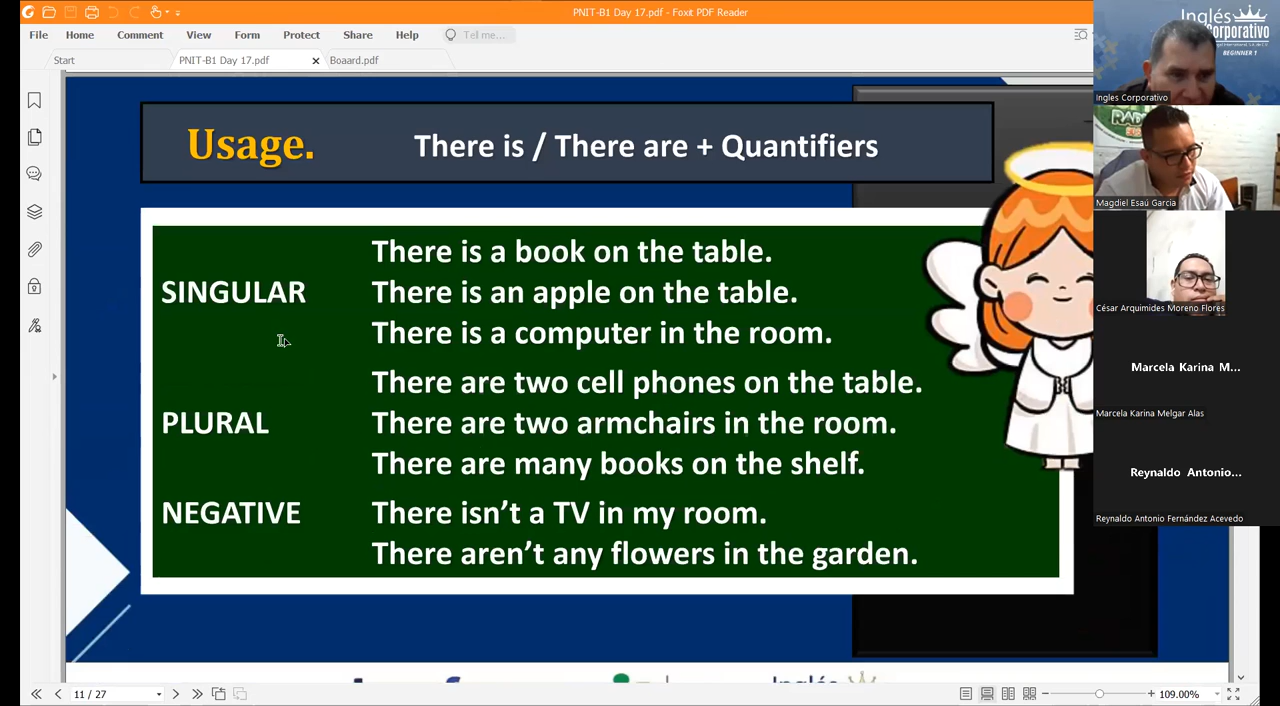 PNIT-B1 Day 17.pdf - Foxit PDF Reader
File Home Comment View Form Protect Share Help Tell me...
Start PNIT-B1 Day 17.pdf Boaard.pdf
Usage. There is / There are + Quantifiers
There is a book on the table.
SINGULAR There is an apple on the table.
There is a computer in the room.
There are two cell phones on the table.
PLURAL There are two armchairs in the room.
There are many books on the shelf.
NEGATIVE There isn't a TV in my room.
There aren't any flowers in the garden.
11 / 27
109.00%
Inglés
Corporativo
BEGINNER 1
Ingles Corporativo
Magdiel Esaú Garcia
César Arquimides Moreno Flores
Marcela Karina M...
Marcela Karina Melgar Alas
Reynaldo Antonio...
Reynaldo Antonio Fernández Acevedo